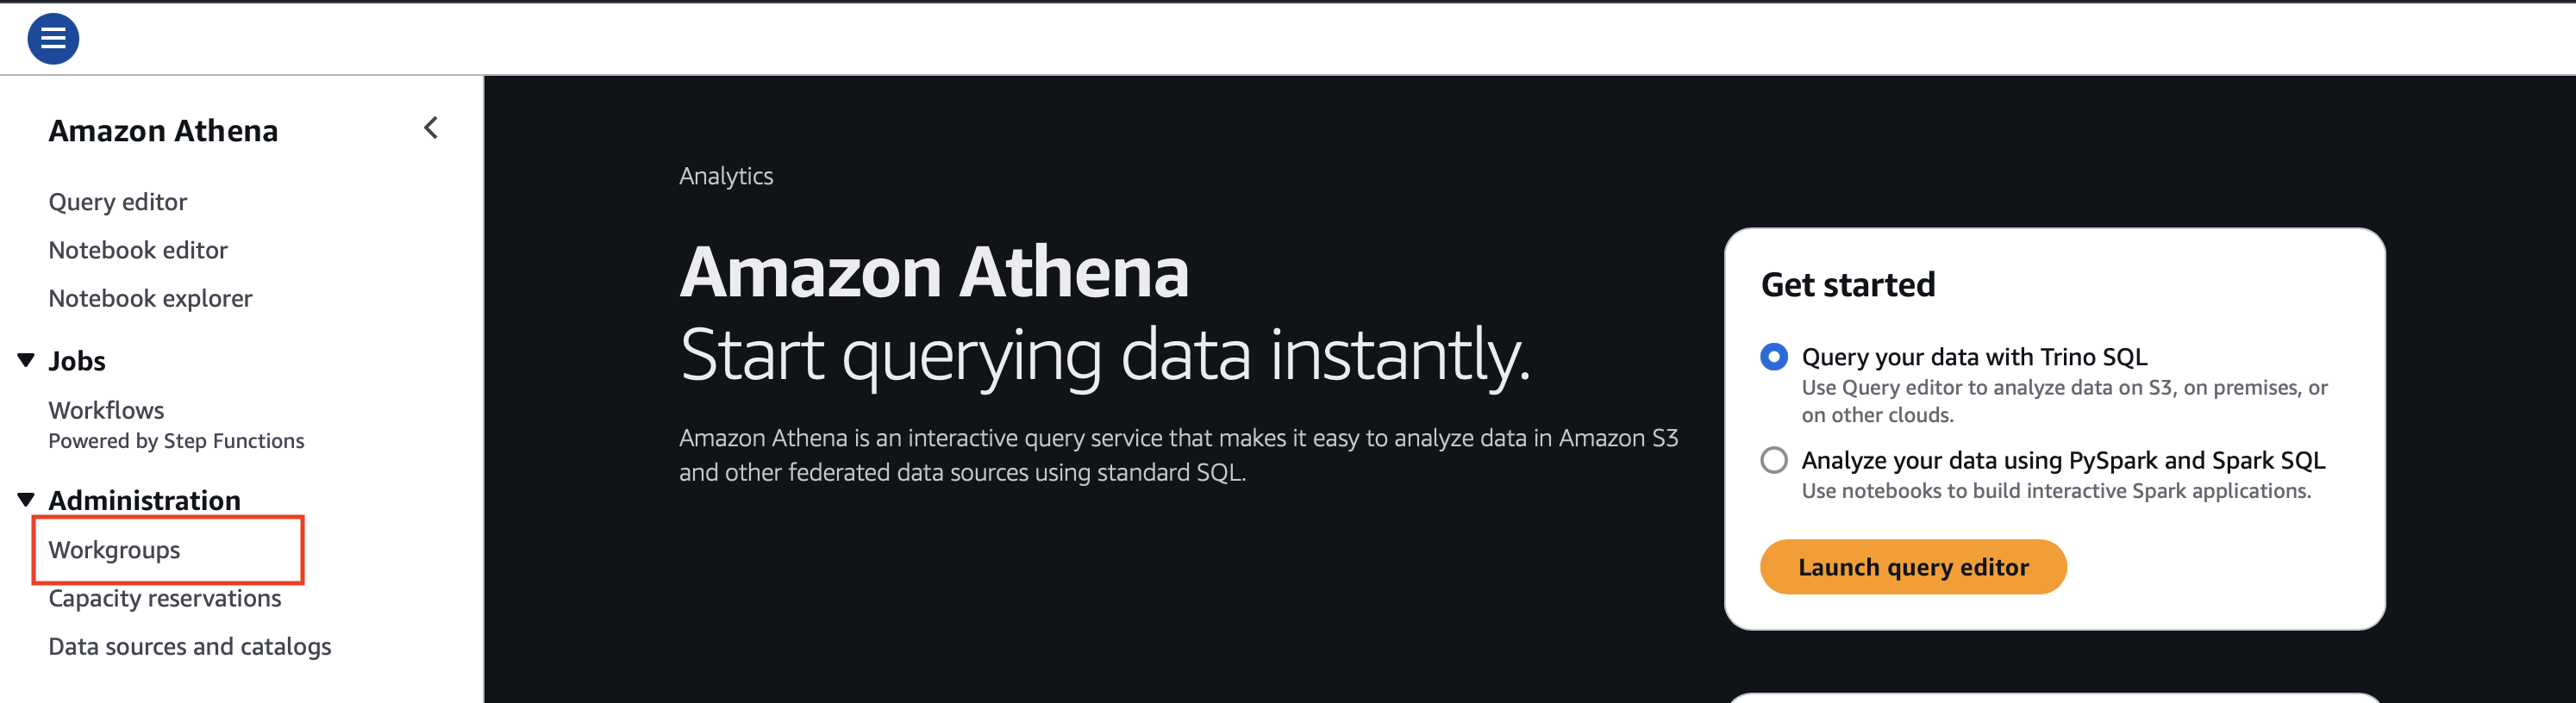 Amazon Athena
Query editor
Notebook editor
Notebook explorer
Jobs
Workflows
Powered by Step Functions
Administration
Workgroups
Capacity reservations
Data sources and catalogs
Analytics
Amazon Athena
Start querying data instantly.
Amazon Athena is an interactive query service that makes it easy to analyze data in Amazon S3
and other federated data sources using standard SQL.
Get started
Query your data with Trino SQL
Use Query editor to analyze data on S3, on premises, or
on other clouds.
Analyze your data using PySpark and Spark SQL
Use notebooks to build interactive Spark applications.
Launch query editor